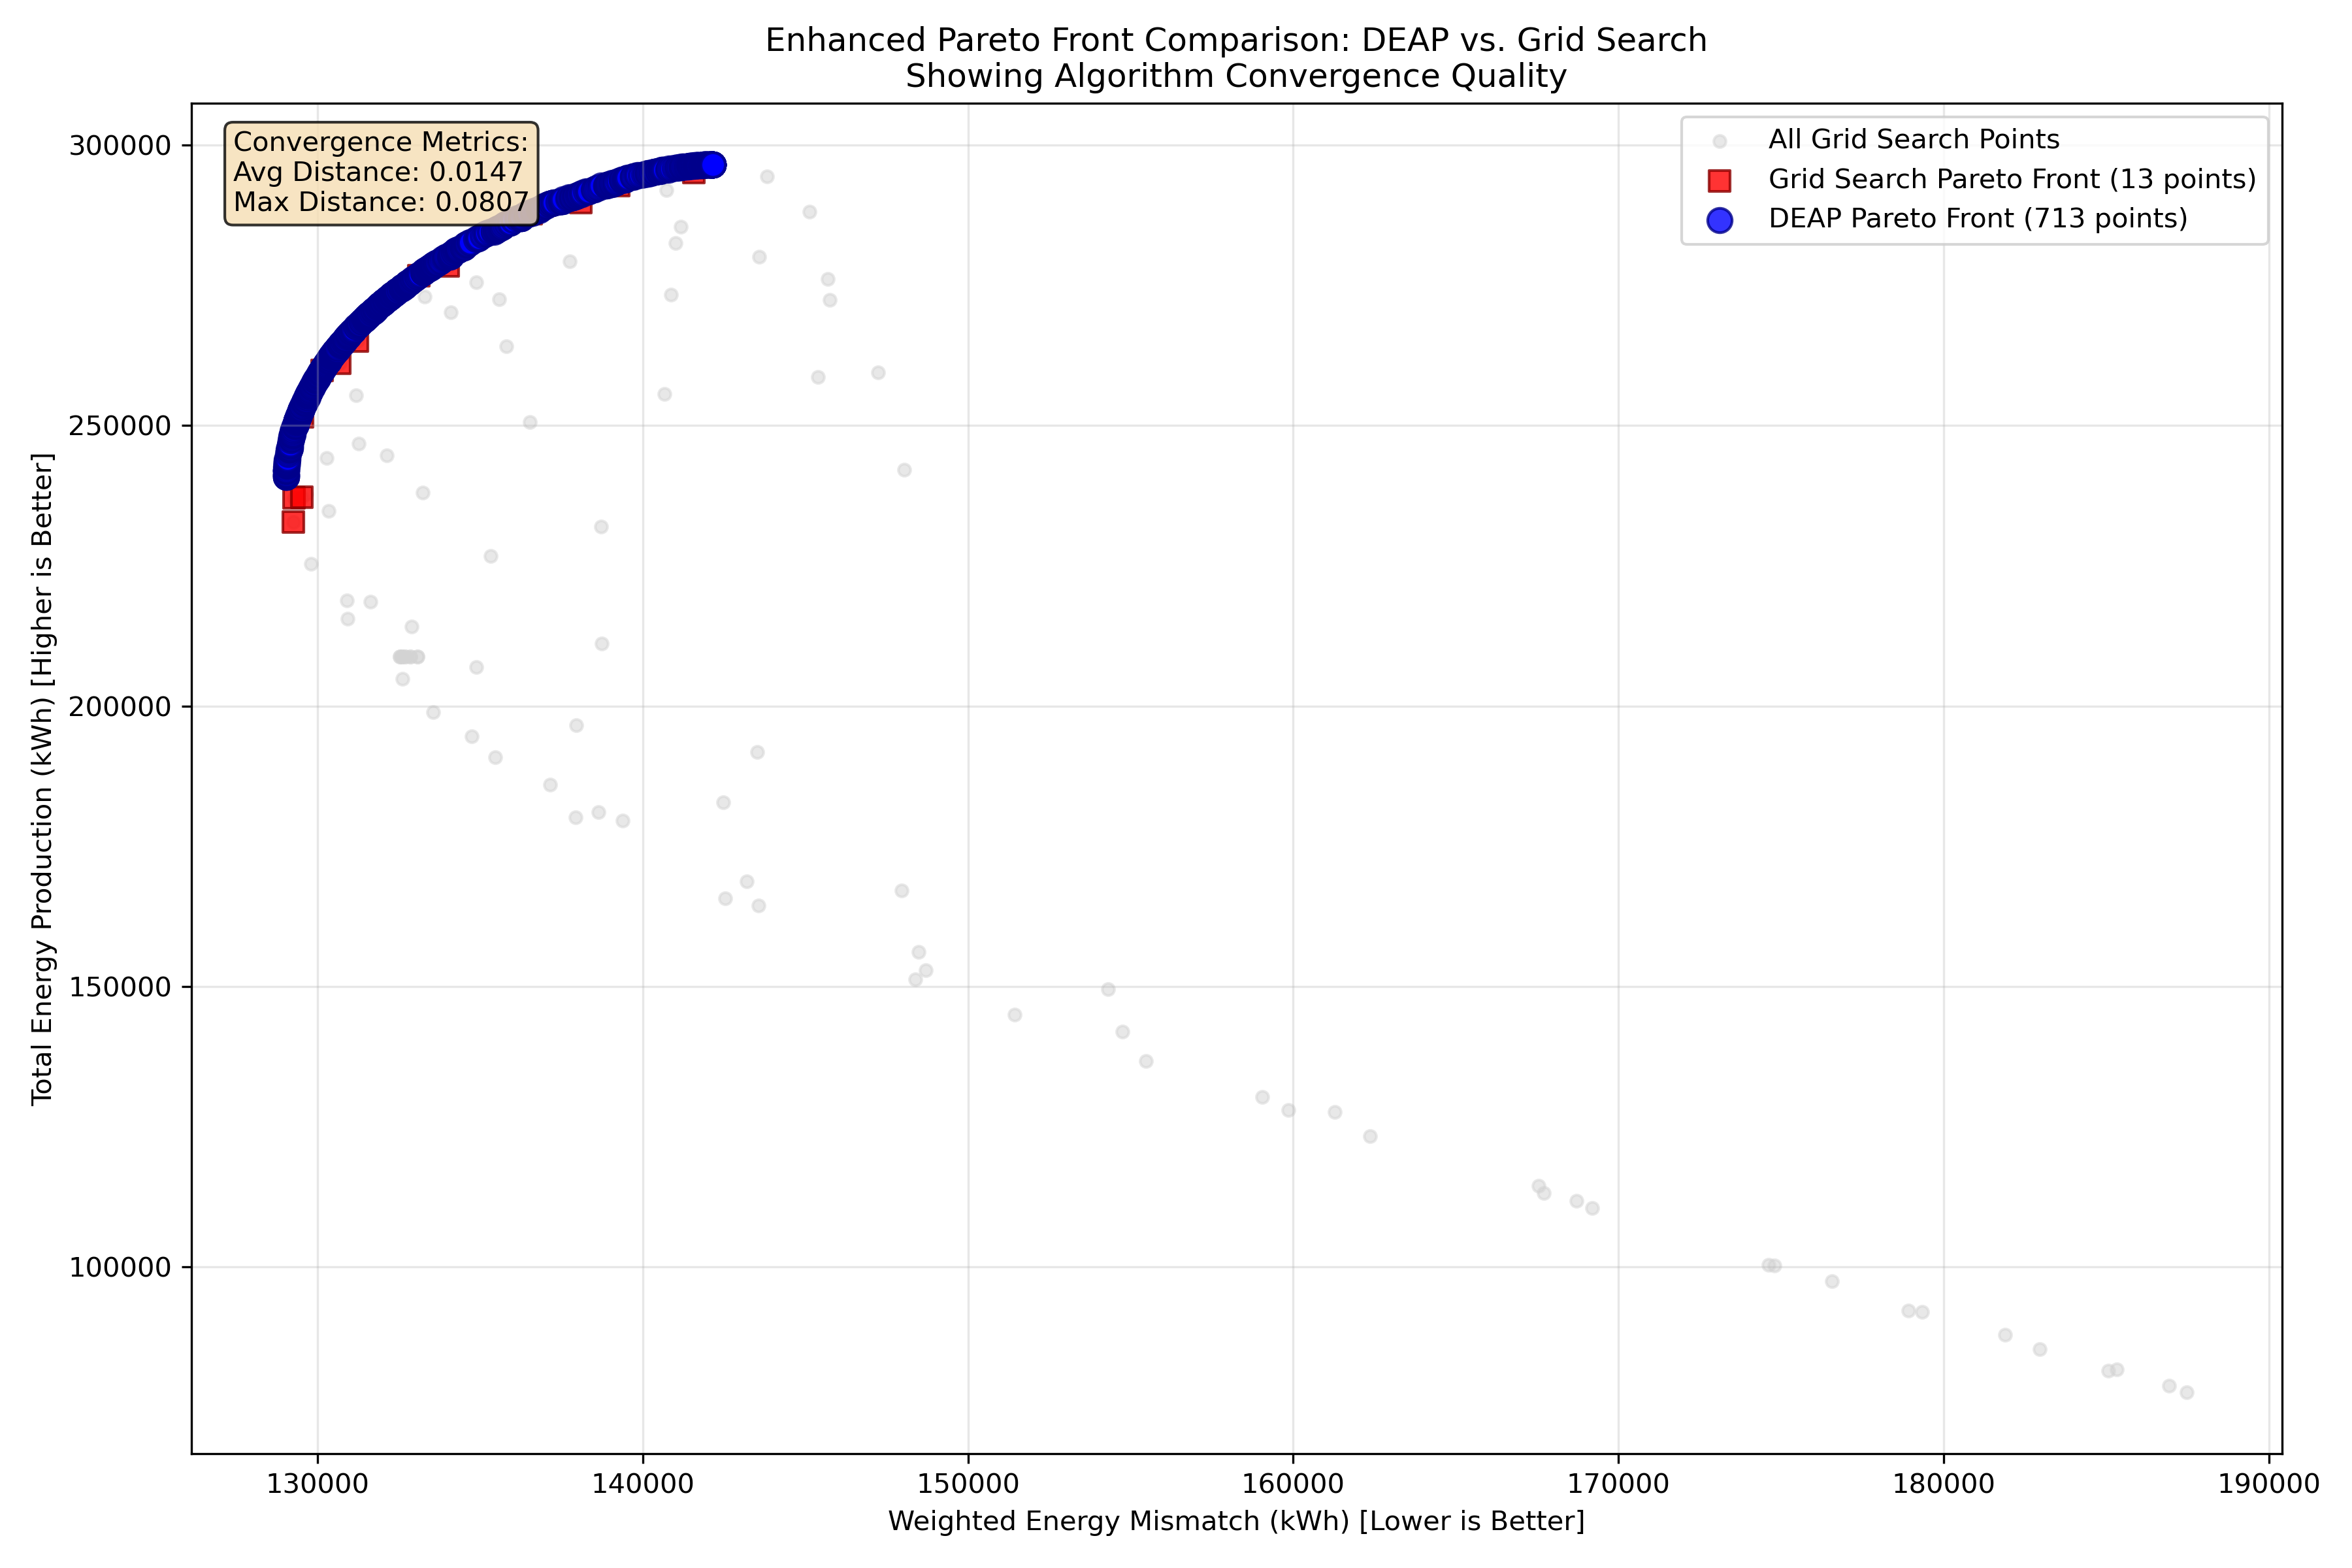 Enhanced Pareto Front Comparison: DEAP vs. Grid Search
Showing Algorithm Convergence Quality
Convergence Metrics:
Avg Distance: 0.0147
Max Distance: 0.0807
All Grid Search Points
Grid Search Pareto Front (13 points)
DEAP Pareto Front (713 points)
Total Energy Production (kWh) [Higher is Better]
300000
250000
200000
150000
100000
130000 140000 150000 160000 170000 180000 190000
Weighted Energy Mismatch (kWh) [Lower is Better]